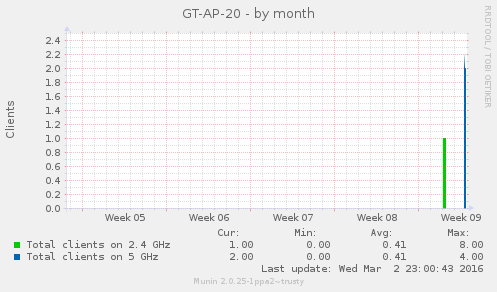 GT-AP-20 - by month
RRDTOOL / TOBI OETIKER
Clients
2.4
2.2
2.0
1.8
1.6
1.4
1.2
1.0
0.8
0.6
0.4
0.2
0.0
Week 05 Week 06 Week 07 Week 08 Week 09
Cur: Min: Avg: Max:
Total clients on 2.4 GHz 1.00 0.00 0.41 8.00
Total clients on 5 GHz 2.00 0.00 0.41 4.00
Last update: Wed Mar 2 23:00:43 2016
Munin 2.0.25-1ppa2~trusty